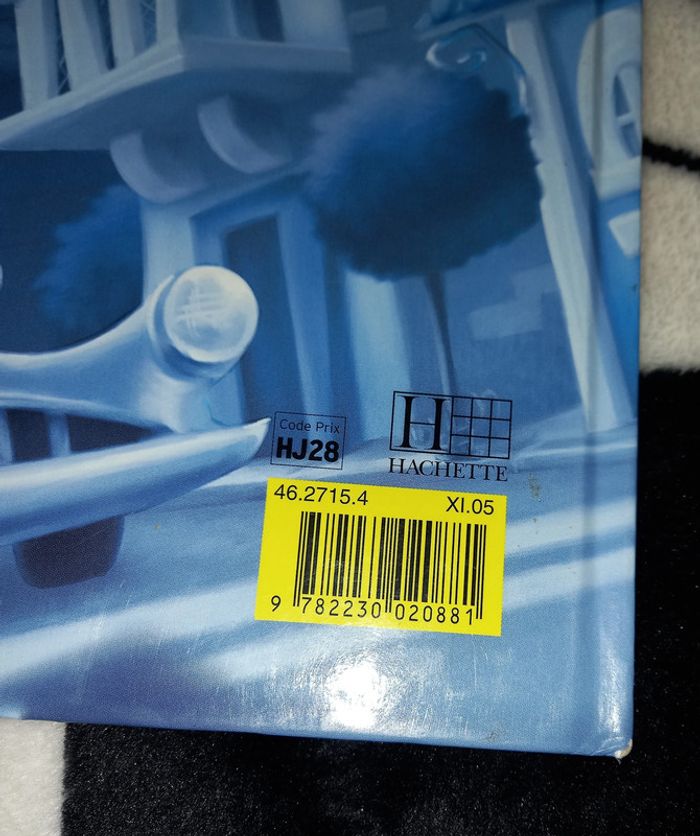 Code Prix
HJ28
H
HACHETTE
46.2715.4 XI.05
9 782230 020881